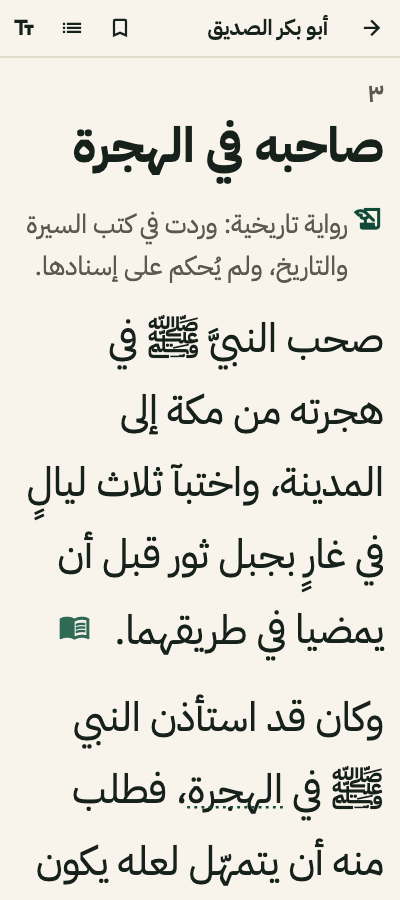 أبو بكر الصديق
٣
صاحبه في الهجرة
رواية تاريخية: وردت في كتب السيرة
والتاريخ، ولم يُحكم على إسنادها.
صحب النبيَّ ﷺ في
هجرته من مكة إلى
المدينة، واختبآ ثلاث ليالٍ
في غارٍ بجبل ثور قبل أن
يمضيا في طريقهما.
وكان قد استأذن النبي
ﷺ في الهجرة، فطلب
منه أن يتمهّل لعله يكون